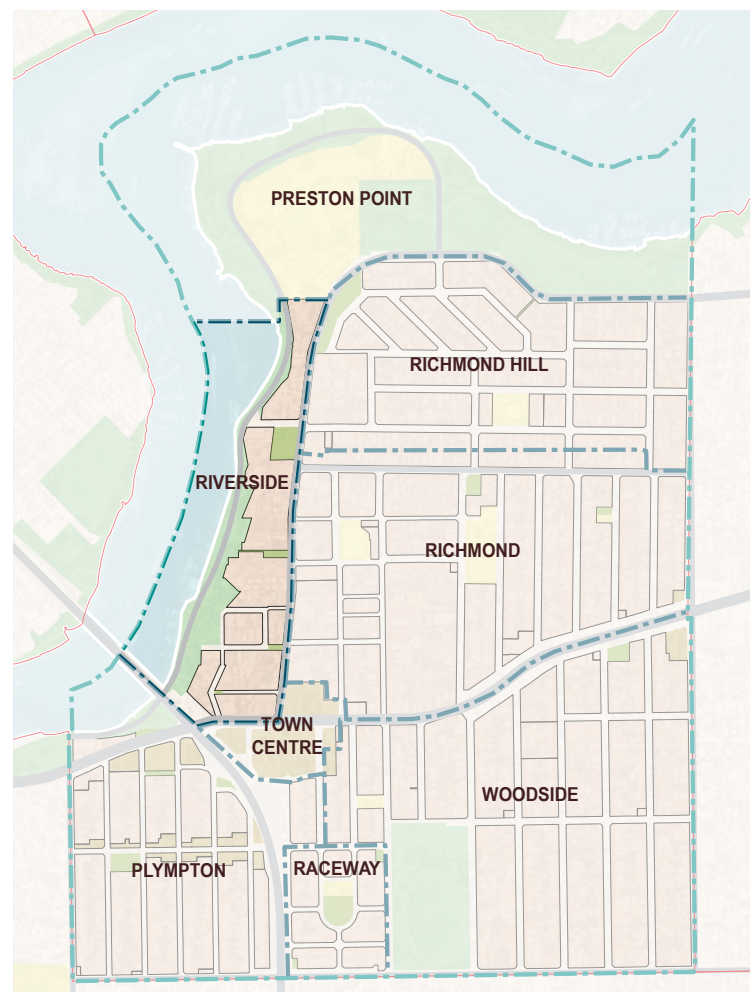 PRESTON POINT
RICHMOND HILL
RIVERSIDE
RICHMOND
TOWN
CENTRE
WOODSIDE
PLYMPTON
RACEWAY